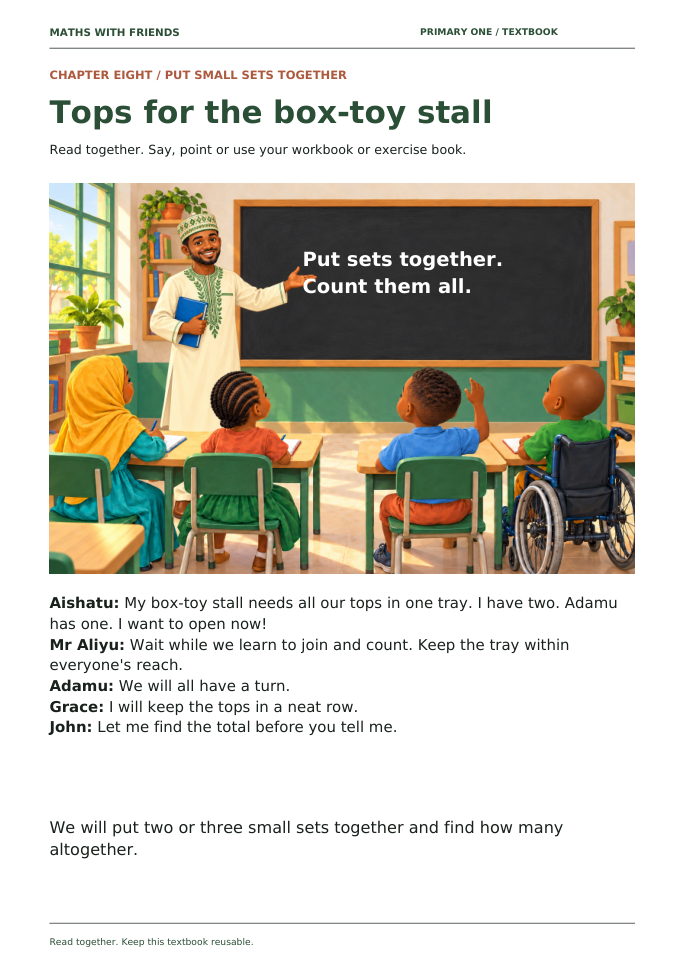 MATHS WITH FRIENDS
PRIMARY ONE / TEXTBOOK
CHAPTER EIGHT / PUT SMALL SETS TOGETHER
Tops for the box-toy stall
Read together. Say, point or use your workbook or exercise book.
Put sets together.
Count them all.
Aishatu: My box-toy stall needs all our tops in one tray. I have two. Adamu
has one. I want to open now!
Mr Aliyu: Wait while we learn to join and count. Keep the tray within
everyone's reach.
Adamu: We will all have a turn.
Grace: I will keep the tops in a neat row.
John: Let me find the total before you tell me.
We will put two or three small sets together and find how many
altogether.
Read together. Keep this textbook reusable.